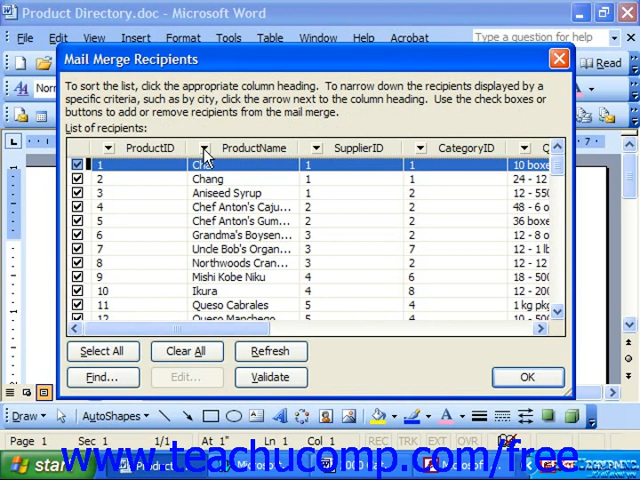 Product Directory.doc - Microsoft Word
File Edit View Insert Format Tools Table Window Help Acrobat Type a question for help
Read
Mail Merge Recipients
To sort the list, click the appropriate column heading. To narrow down the recipients displayed by a
specific criteria, such as by city, click the arrow next to the column heading. Use the check boxes or
buttons to add or remove recipients from the mail merge.
List of recipients:
ProductID ProductName SupplierID CategoryID Q
1 1 1 10 boxe
2 Chang 1 1 24 - 12
3 Aniseed Syrup 1 2 12 - 550
4 Chef Anton's Caju... 2 2 48 - 6 o
5 Chef Anton's Gum... 2 2 36 boxe
6 Grandma's Boysen... 3 2 12 - 8 o
7 Uncle Bob's Organ... 3 7 12 - 1 lb
8 Northwoods Cran... 3 2 12 - 12
9 Mishi Kobe Niku 4 6 18 - 500
10 Ikura 4 8 12 - 200
11 Queso Cabrales 5 4 1 kg pkg
12 Queso Manchego 5 4 10 - 500
Select All Clear All Refresh
Find... Edit... Validate OK
Draw AutoShapes
Page 1 Sec 1 1/1 At 1" Ln 1 Col 1 REC TRK EXT OVR
start
www.teachucomp.com/free